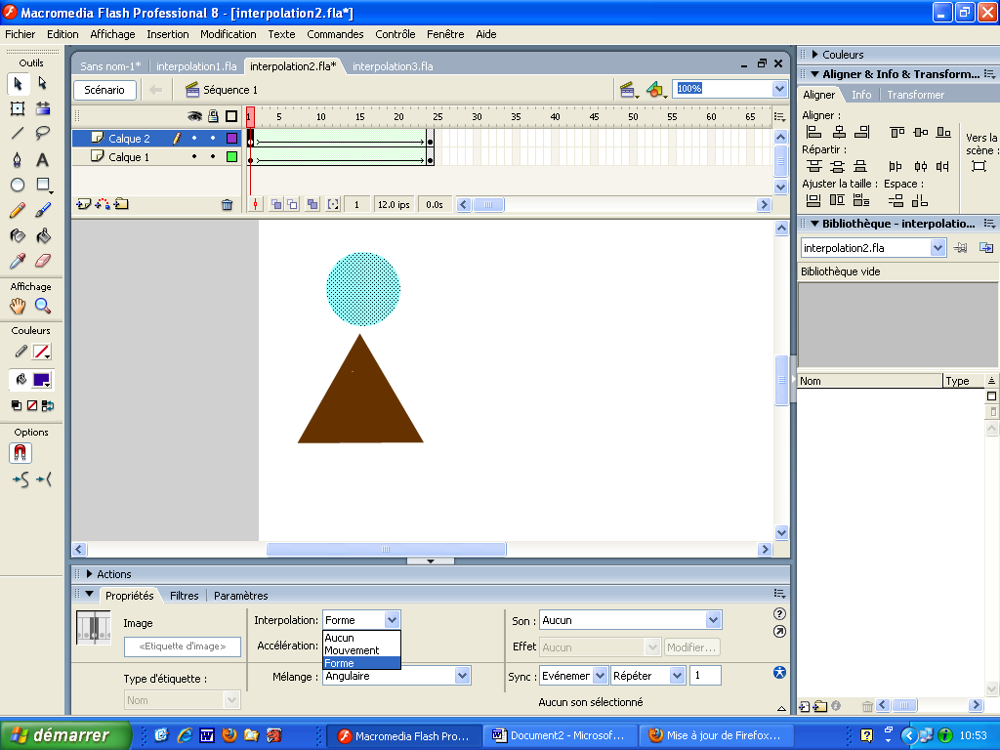 Macromedia Flash Professional 8 - [interpolation2.fla*]
Fichier Edition Affichage Insertion Modification Texte Commandes Contrôle Fenêtre Aide
Outils
Affichage
Couleurs
Options
Sans nom-1* interpolation1.fla interpolation2.fla* interpolation3.fla
Scénario Séquence 1 100%
1 5 10 15 20 25 30 35 40 45 50 55 60 65
Calque 2
Calque 1
1 12.0 ips 0.0s
Actions
Propriétés Filtres Paramètres
Image
<Etiquette d'image>
Type d'étiquette :
Nom
Interpolation: Forme
Aucun
Mouvement
Forme
Accélération:
Mélange : Angulaire
Son : Aucun
Effet Aucun Modifier...
Sync : Evénemer Répéter 1
Aucun son sélectionné
Couleurs
Aligner & Info & Transform...
Aligner Info Transformer
Aligner :
Répartir :
Ajuster la taille : Espace :
Vers la
scène :
Bibliothèque - interpolatio...
interpolation2.fla
Bibliothèque vide
Nom Type
démarrer
W
Macromedia Flash Pro...
Document2 - Microsof...
Mise à jour de Firefox...
10:53